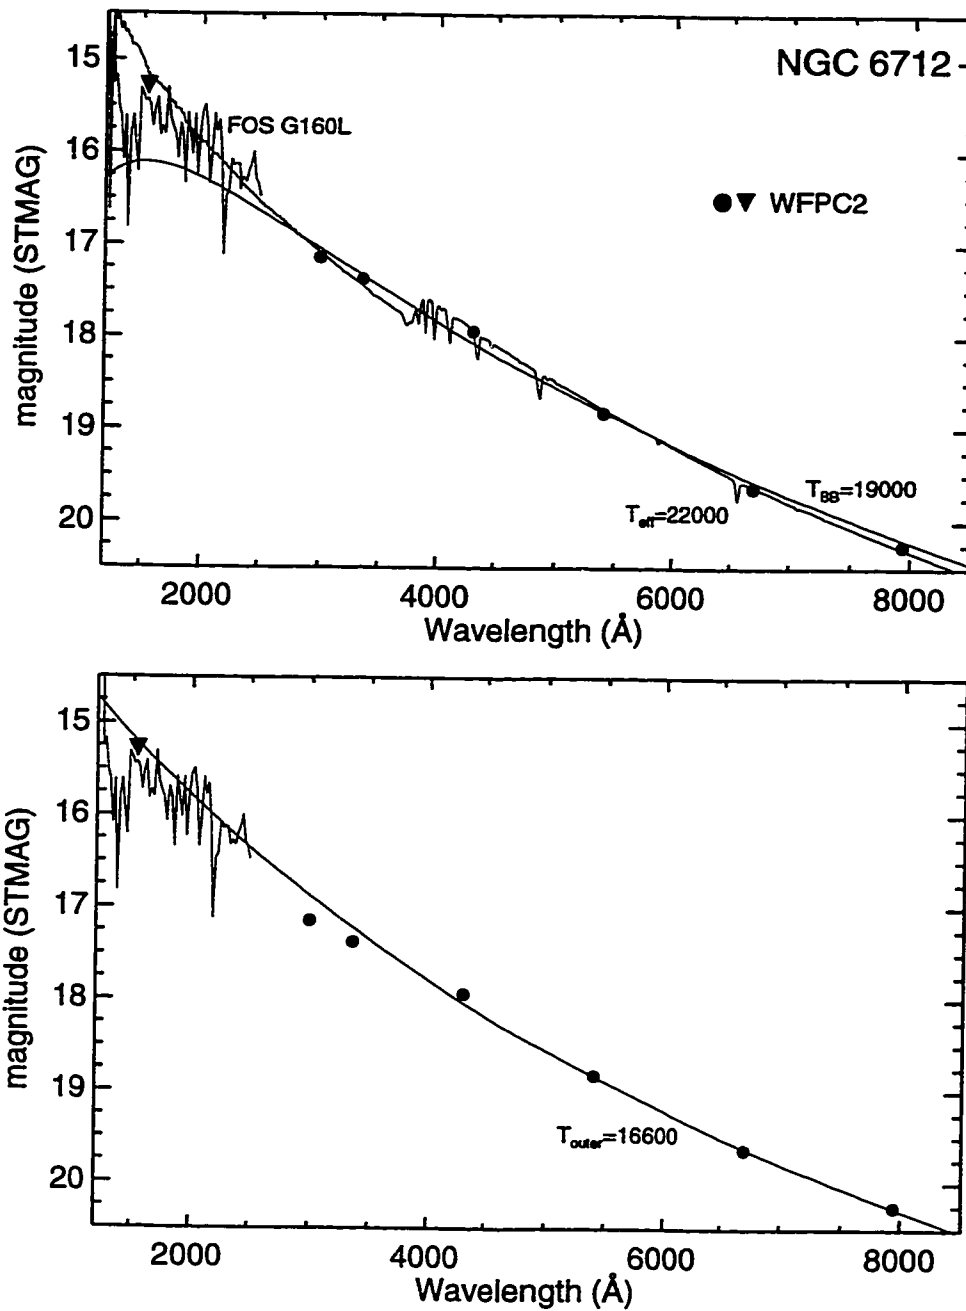 NGC 6712
FOS G160L
WFPC2
magnitude (STMAG)
15
16
17
18
19
20
T_BB=19000
T_eff=22000
2000 4000 6000 8000
Wavelength (Å)
magnitude (STMAG)
15
16
17
18
19
20
T_outer=16600
2000 4000 6000 8000
Wavelength (Å)